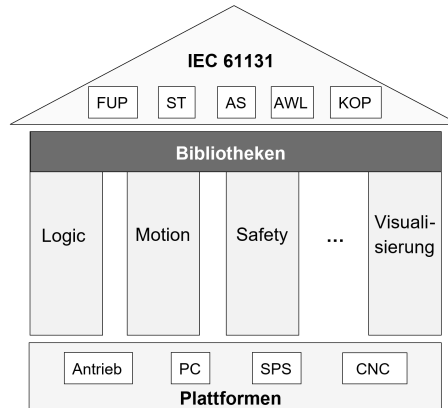 IEC 61131
FUP ST AS AWL KOP
Bibliotheken
Logic Motion Safety ... Visuali-
sierung
Antrieb PC SPS CNC
Plattformen